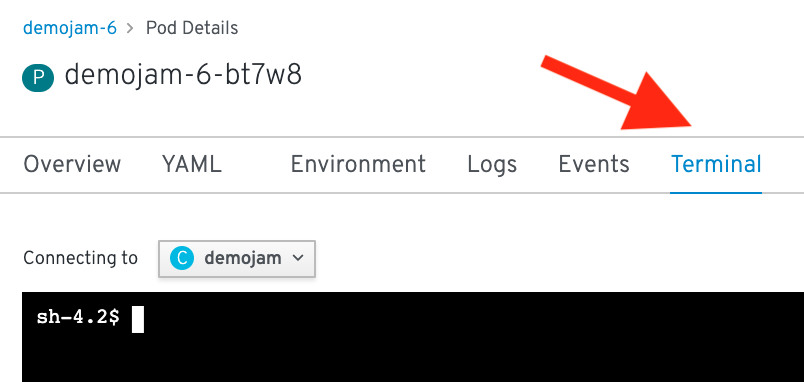 demojam-6 > Pod Details
P demojam-6-bt7w8
Overview YAML Environment Logs Events Terminal
Connecting to C demojam
sh-4.2$